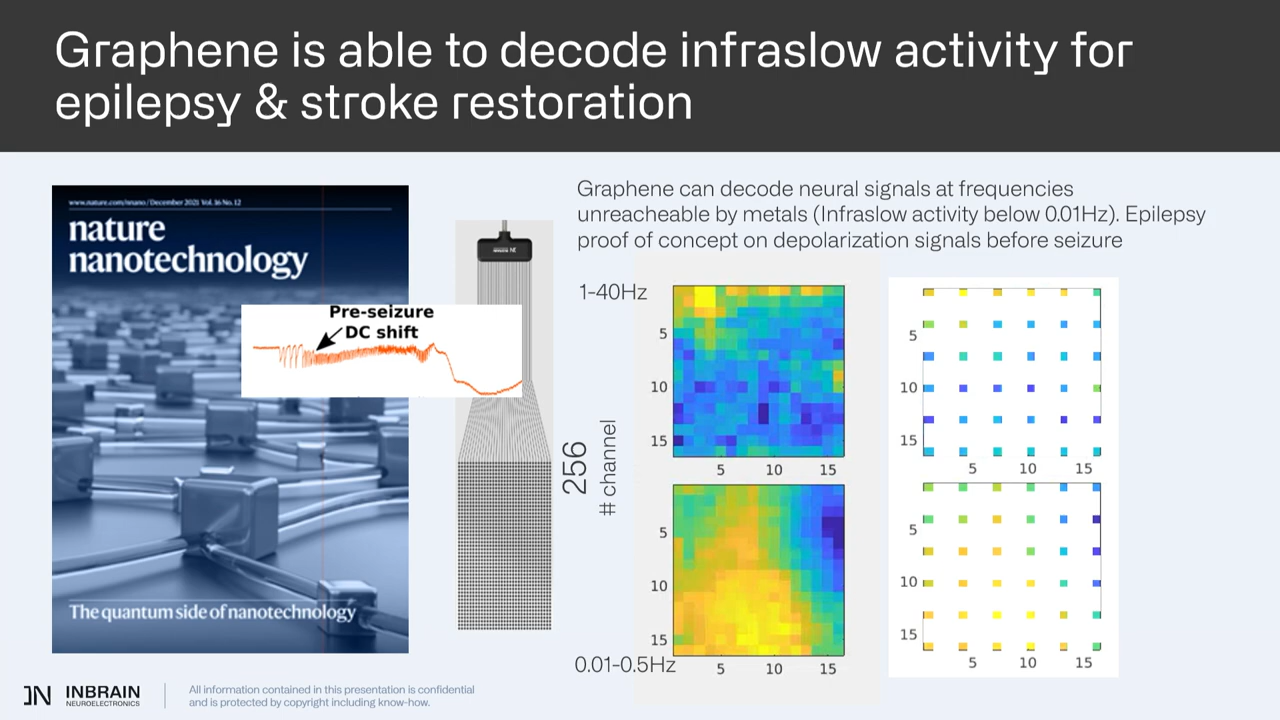 Graphene is able to decode infraslow activity for
epilepsy & stroke restoration
www.nature.com/nnano / December 2021 Vol. 16 No. 12
nature
nanotechnology
Pre-seizure
DC shift
The quantum side of nanotechnology
256
# channel
Graphene can decode neural signals at frequencies
unreacheable by metals (Infraslow activity below 0.01Hz). Epilepsy
proof of concept on depolarization signals before seizure
1-40Hz
5
10
15
5 10 15
5
10
15
5 10 15
5
10
15
0.01-0.5Hz
5 10 15
5
10
15
5 10 15
INBRAIN
NEUROELECTRONICS
All information contained in this presentation is confidential
and is protected by copyright including know-how.